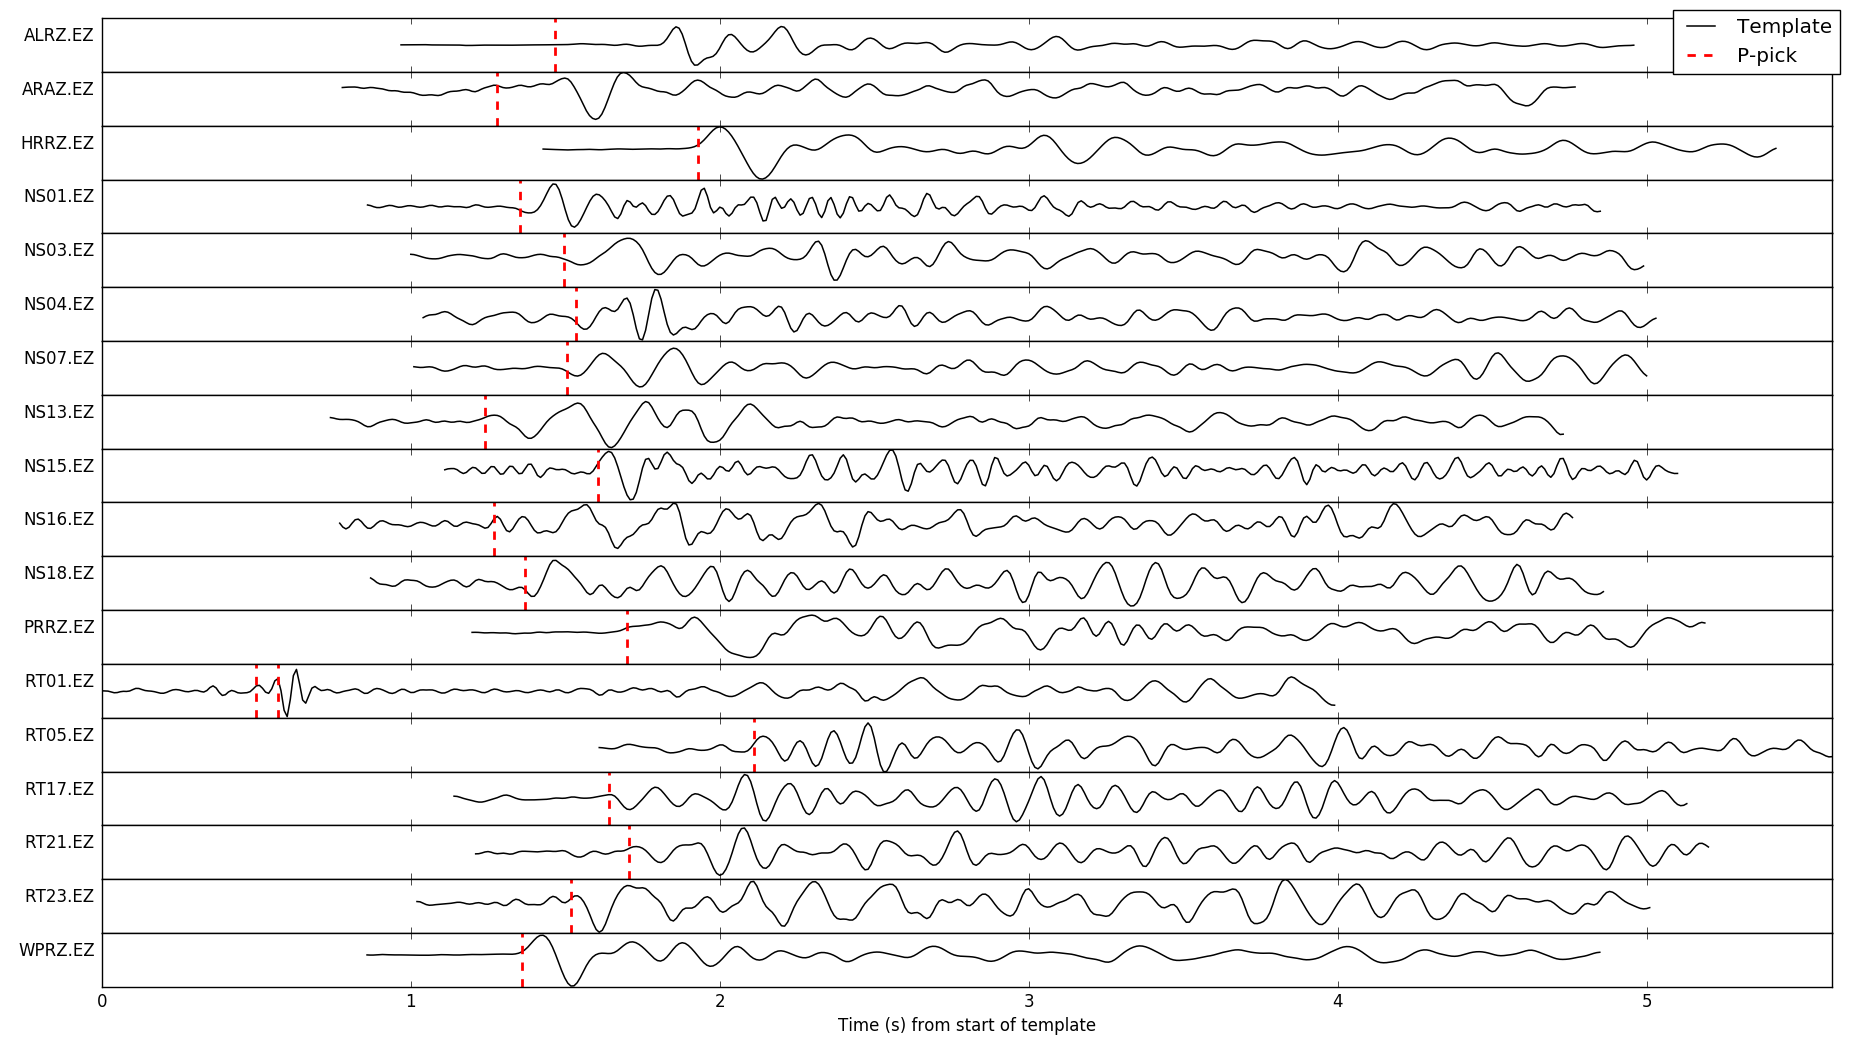 Template
P-pick
ALRZ.EZ
ARAZ.EZ
HRRZ.EZ
NS01.EZ
NS03.EZ
NS04.EZ
NS07.EZ
NS13.EZ
NS15.EZ
NS16.EZ
NS18.EZ
PRRZ.EZ
RT01.EZ
RT05.EZ
RT17.EZ
RT21.EZ
RT23.EZ
WPRZ.EZ
0 1 2 3 4 5
Time (s) from start of template